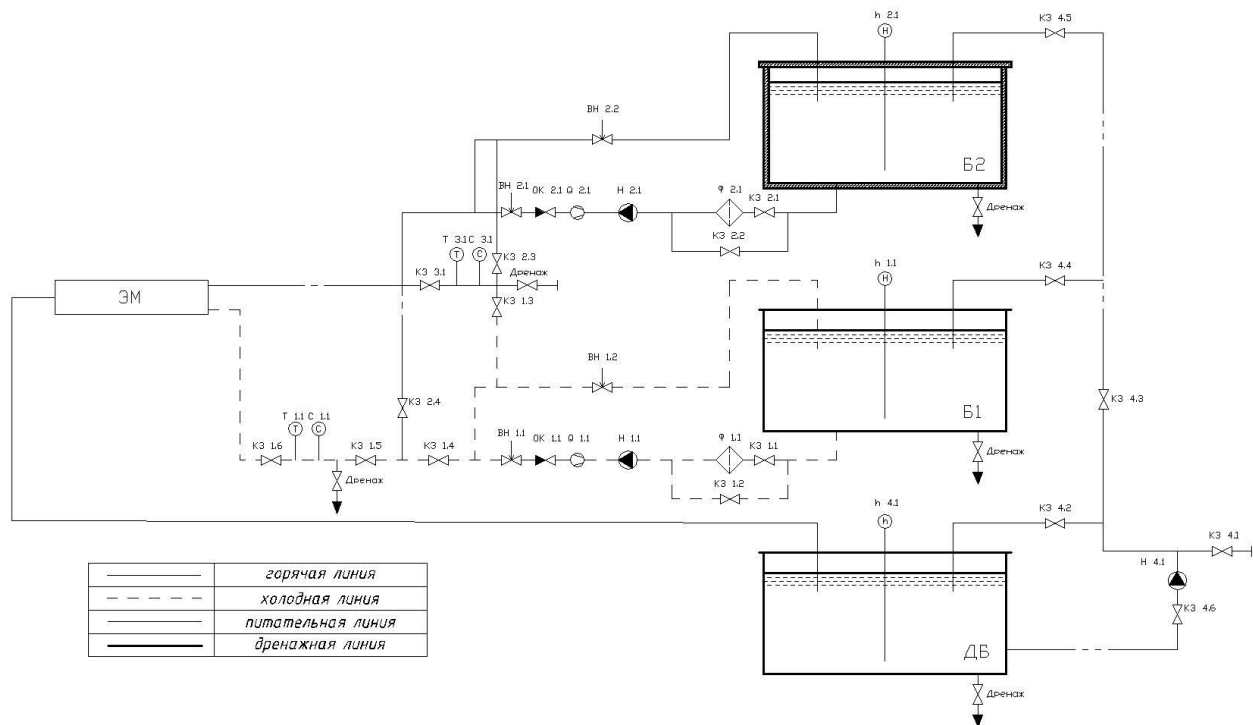 h 2.1
H
КЗ 4.5
ВН 2.2
Б2
ВН 2.1
ОК 2.1
Q 2.1
Н 2.1
Ф 2.1
КЗ 2.1
КЗ 2.2
Дренаж
Т 3.1
С 3.1
Т
С
КЗ 2.3
КЗ 3.1
Дренаж
КЗ 1.3
ЭМ
h 1.1
H
КЗ 4.4
ВН 1.2
КЗ 2.4
КЗ 4.3
Б1
Т 1.1
С 1.1
Т
С
КЗ 1.6
КЗ 1.5
КЗ 1.4
ВН 1.1
ОК 1.1
Q 1.1
Н 1.1
Ф 1.1
КЗ 1.1
КЗ 1.2
Дренаж
Дренаж
h 4.1
h
КЗ 4.2
КЗ 4.1
Н 4.1
КЗ 4.6
ДБ
Дренаж
горячая линия
холодная линия
питательная линия
дренажная линия